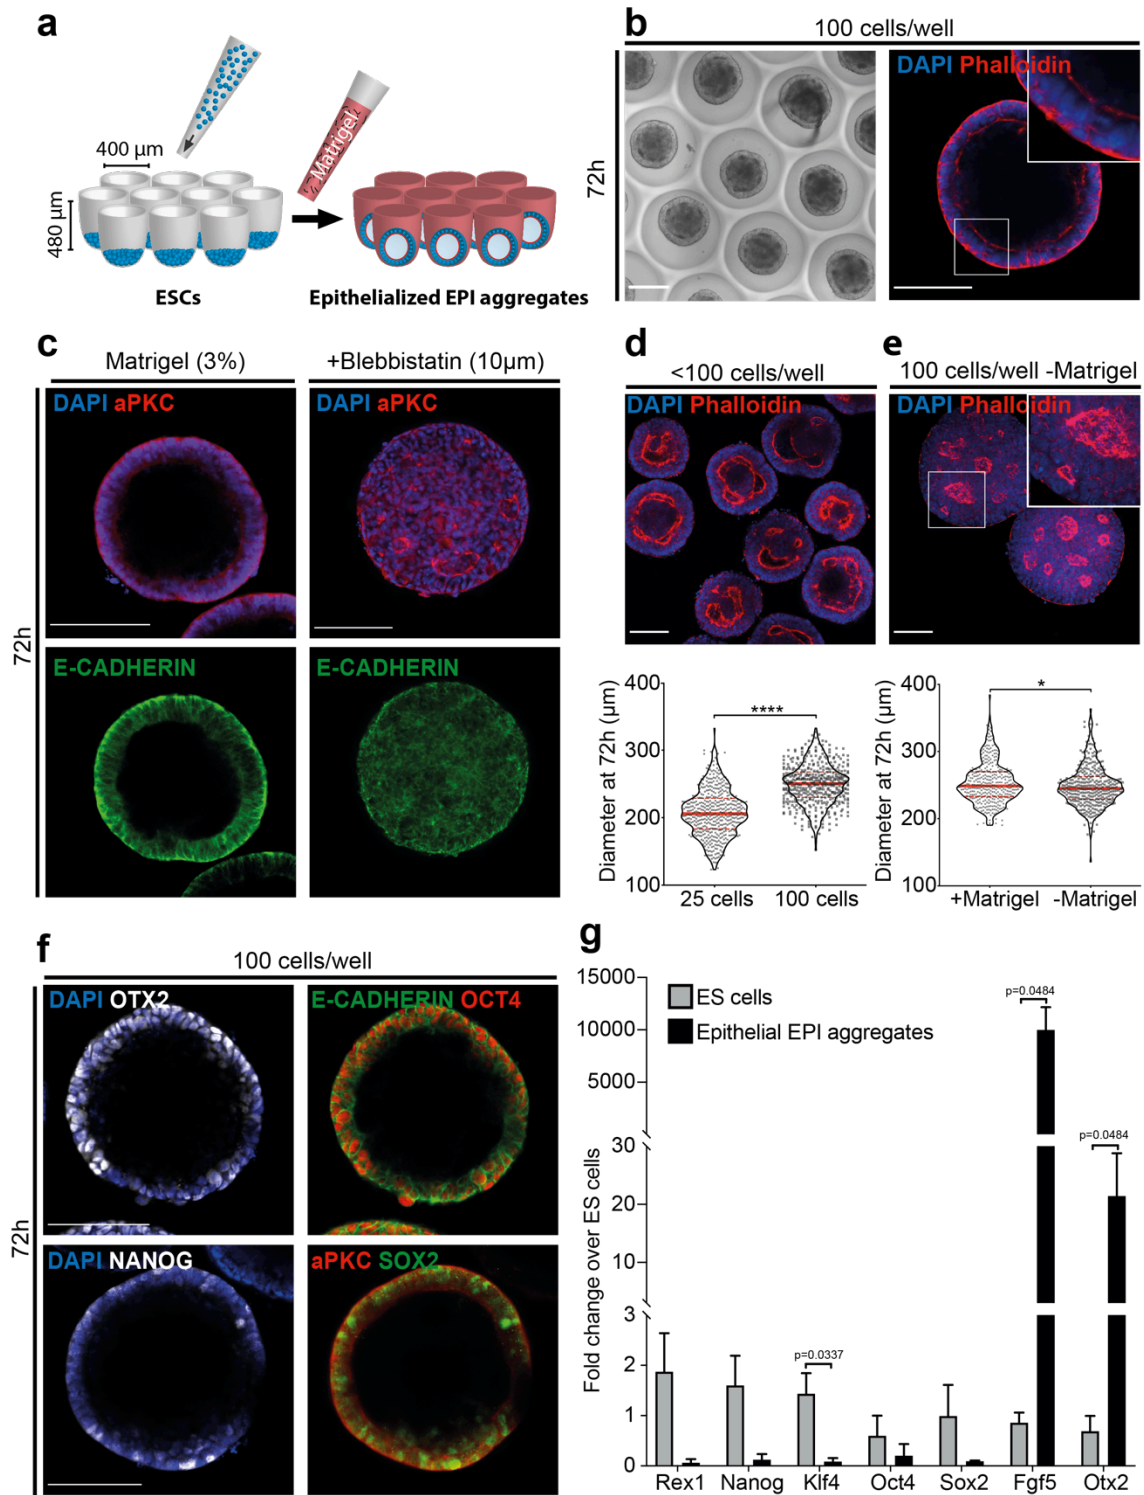 a
400 µm
480 µm
Matrigel
ESCs
Epithelialized EPI aggregates
b
100 cells/well
72h
DAPI Phalloidin
c
Matrigel (3%)
+Blebbistatin (10µm)
72h
DAPI aPKC
DAPI aPKC
E-CADHERIN
E-CADHERIN
d
<100 cells/well
DAPI Phalloidin
Diameter at 72h (µm)
400
300
200
100
****
25 cells
100 cells
e
100 cells/well -Matrigel
DAPI Phalloidin
Diameter at 72h (µm)
400
300
200
100
*
+Matrigel
-Matrigel
f
100 cells/well
72h
DAPI OTX2
E-CADHERIN OCT4
DAPI NANOG
aPKC SOX2
g
Fold change over ES cells
15000
10000
5000
30
20
10
3
2
1
0
ES cells
Epithelial EPI aggregates
p=0.0337
p=0.0484
p=0.0484
Rex1 Nanog Klf4 Oct4 Sox2 Fgf5 Otx2